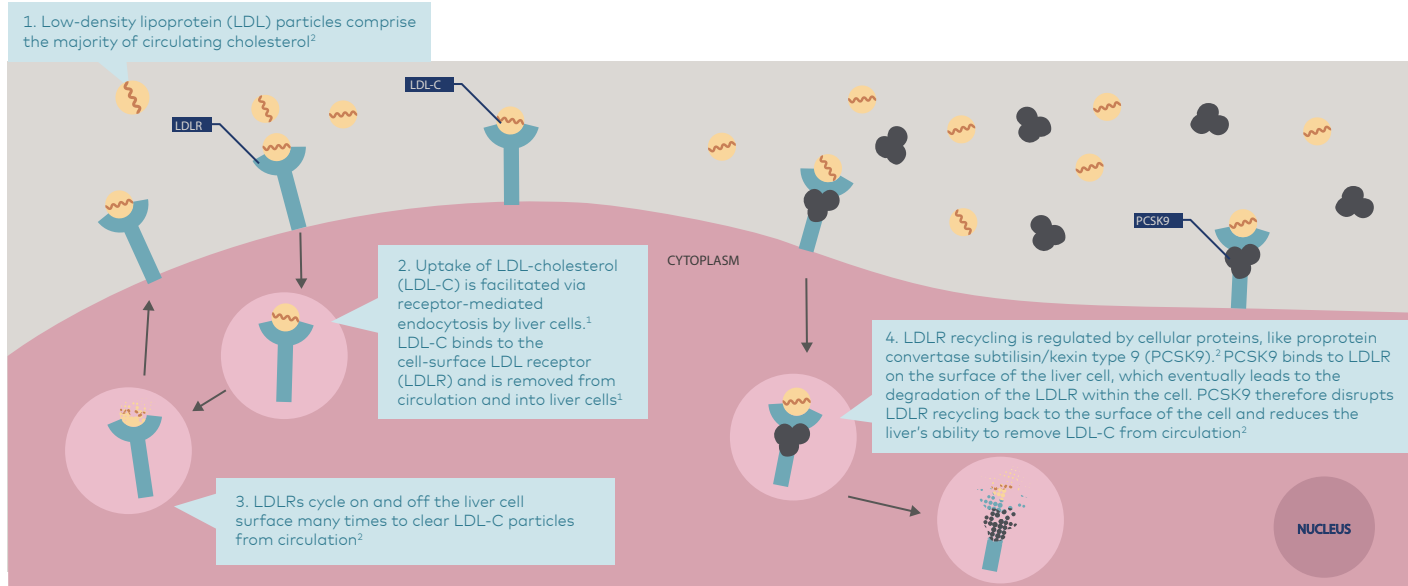 1. Low-density lipoprotein (LDL) particles comprise
the majority of circulating cholesterol²
LDL-C
LDLR
PCSK9
CYTOPLASM
2. Uptake of LDL-cholesterol
(LDL-C) is facilitated via
receptor-mediated
endocytosis by liver cells.¹
LDL-C binds to the
cell-surface LDL receptor
(LDLR) and is removed from
circulation and into liver cells¹
3. LDLRs cycle on and off the liver cell
surface many times to clear LDL-C particles
from circulation²
4. LDLR recycling is regulated by cellular proteins, like proprotein
convertase subtilisin/kexin type 9 (PCSK9).² PCSK9 binds to LDLR
on the surface of the liver cell, which eventually leads to the
degradation of the LDLR within the cell. PCSK9 therefore disrupts
LDLR recycling back to the surface of the cell and reduces the
liver's ability to remove LDL-C from circulation²
NUCLEUS